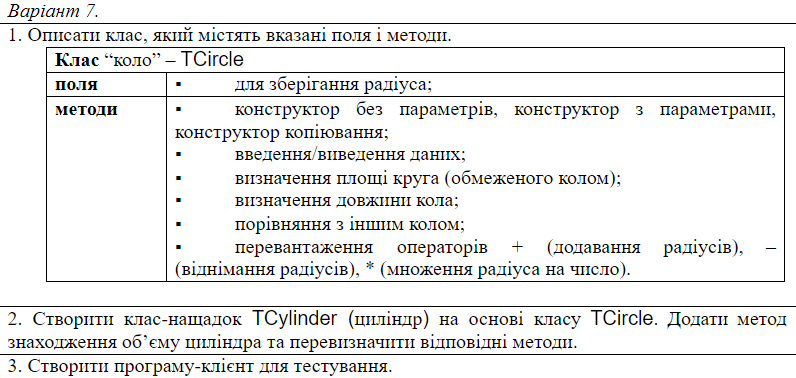 Варіант 7.
1. Описати клас, який містять вказані поля і методи.
Клас “коло” – TCircle
поля ▪ для зберігання радіуса;
методи ▪ конструктор без параметрів, конструктор з параметрами,
конструктор копіювання;
▪ введення/виведення даних;
▪ визначення площі круга (обмеженого колом);
▪ визначення довжини кола;
▪ порівняння з іншим колом;
▪ перевантаження операторів + (додавання радіусів), –
(віднімання радіусів), * (множення радіуса на число).
2. Створити клас-нащадок TCylinder (циліндр) на основі класу TCircle. Додати метод
знаходження об’єму циліндра та перевизначити відповідні методи.
3. Створити програму-клієнт для тестування.